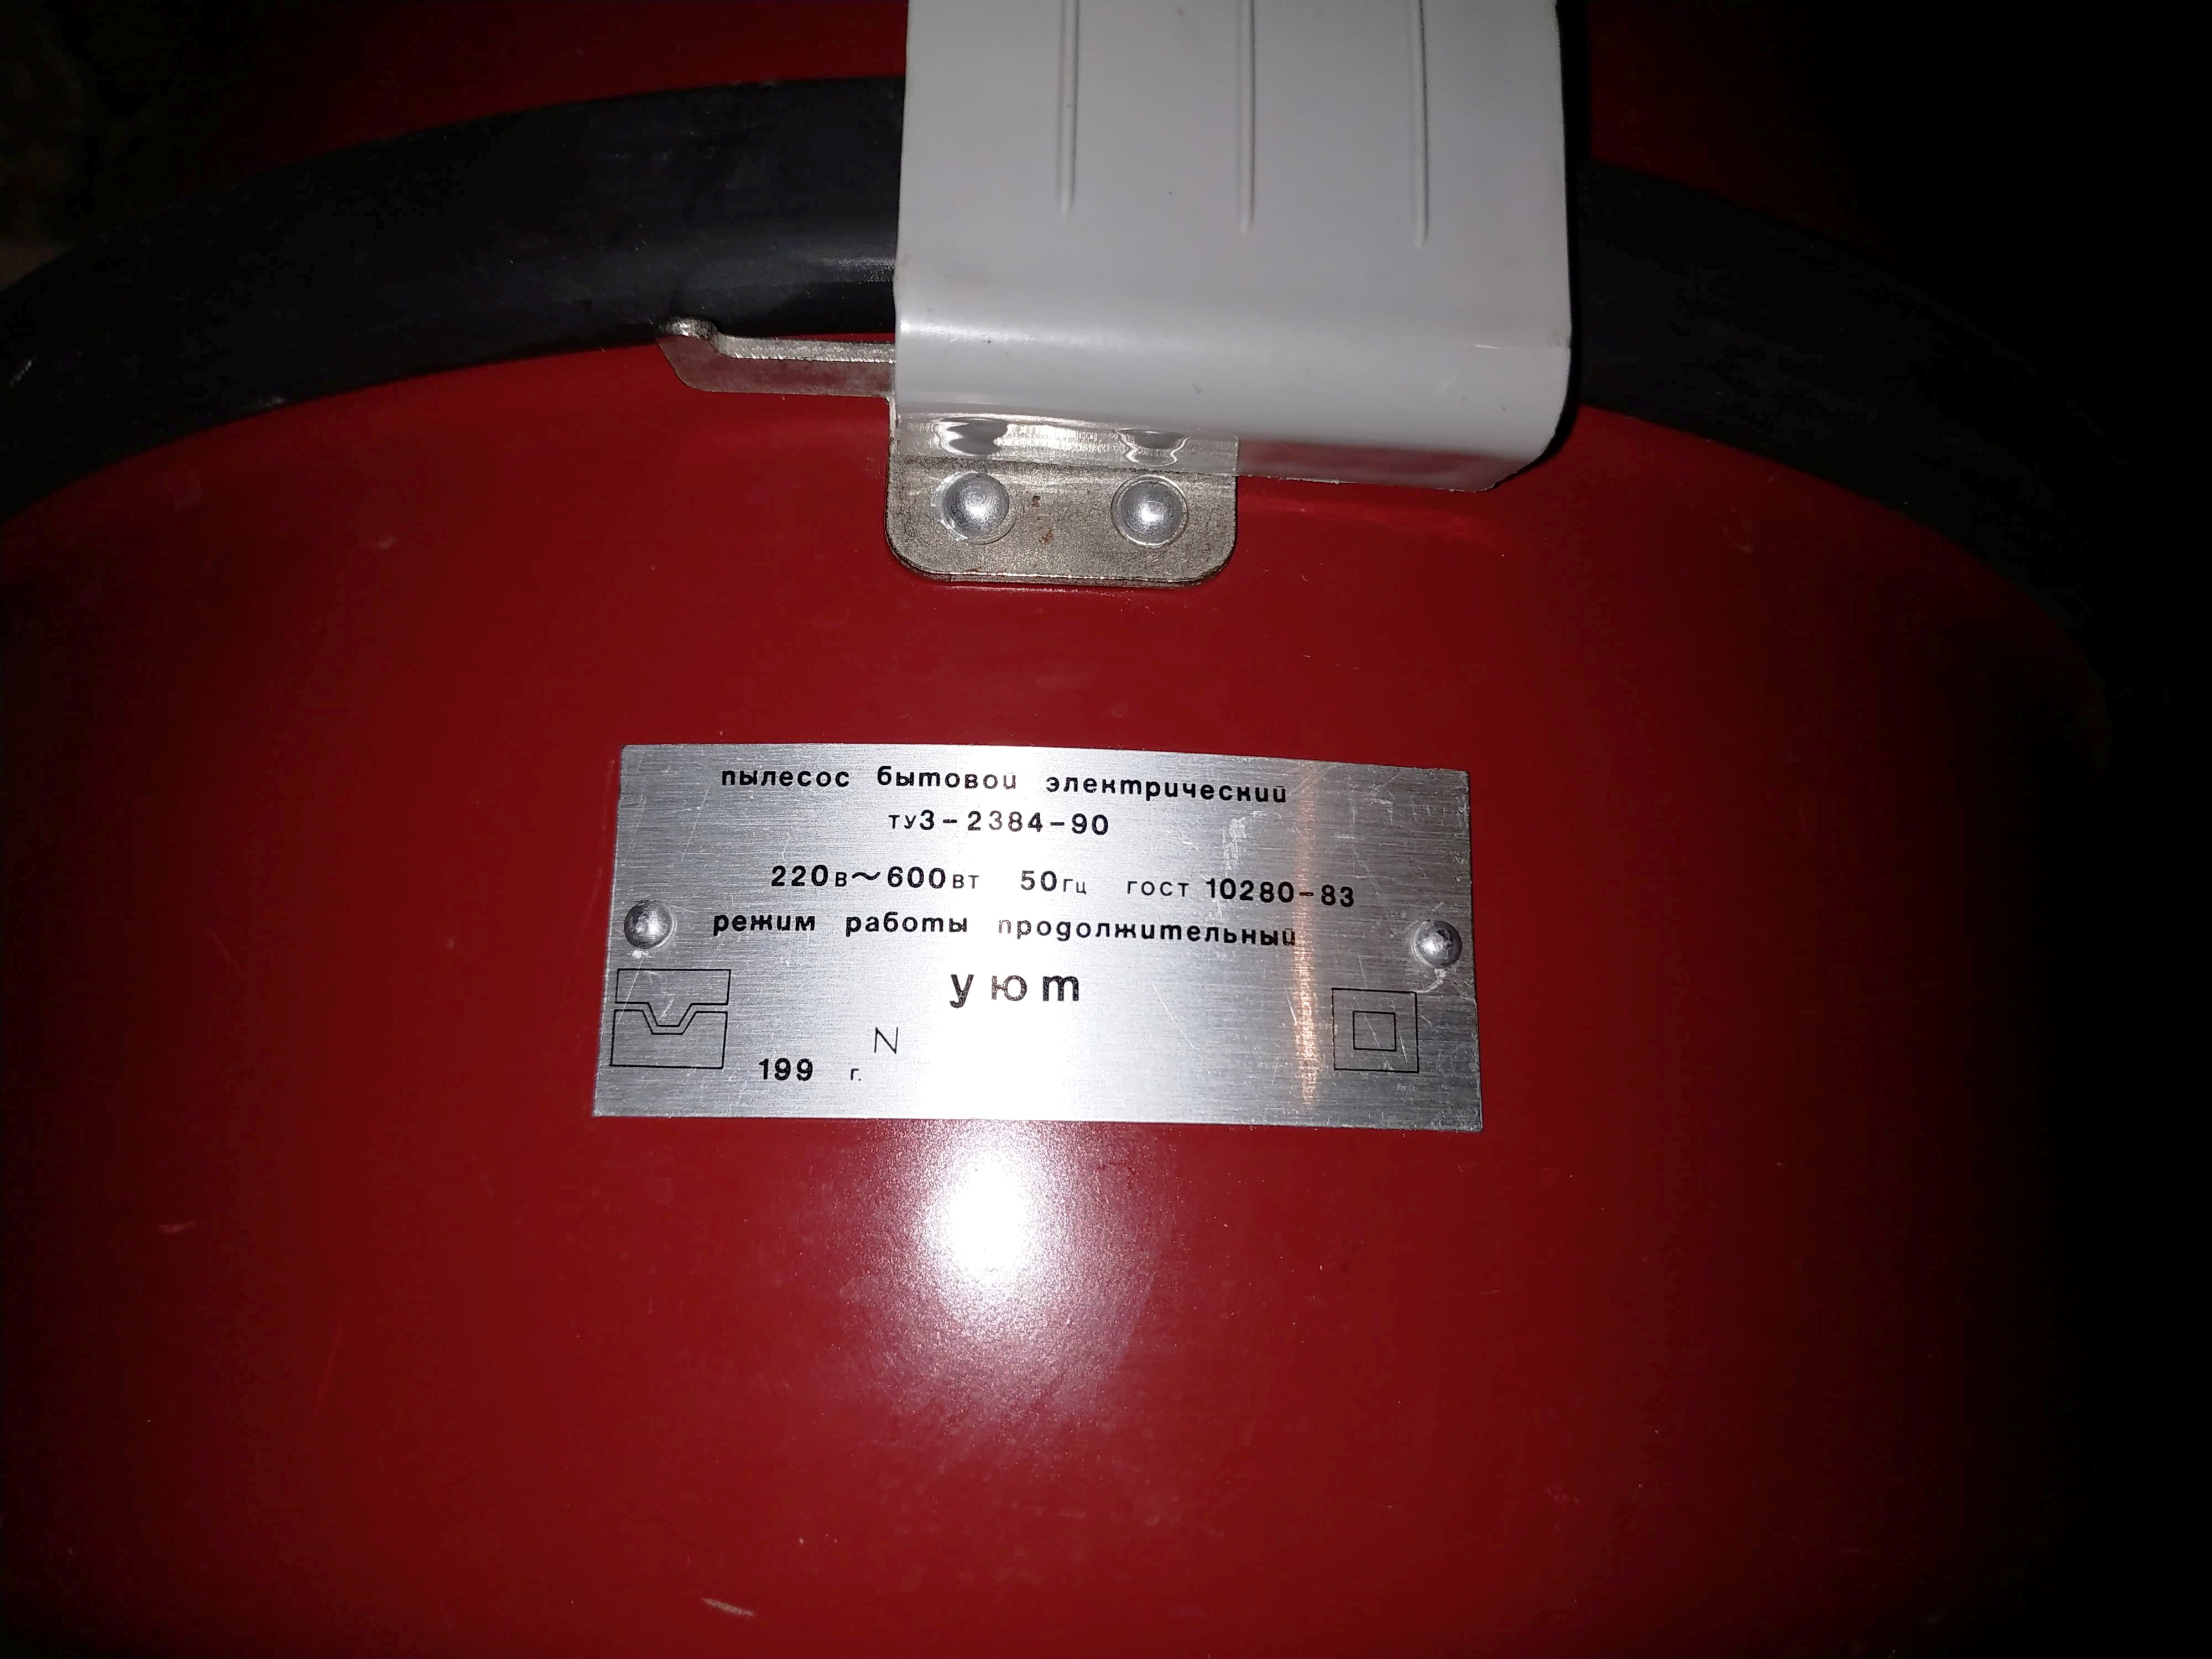 пылесос бытовой электрический
ТУ3-2384-90
220В~600ВТ 50Гц ГОСТ 10280-83
режим работы продолжительный
уют
N
199 г.